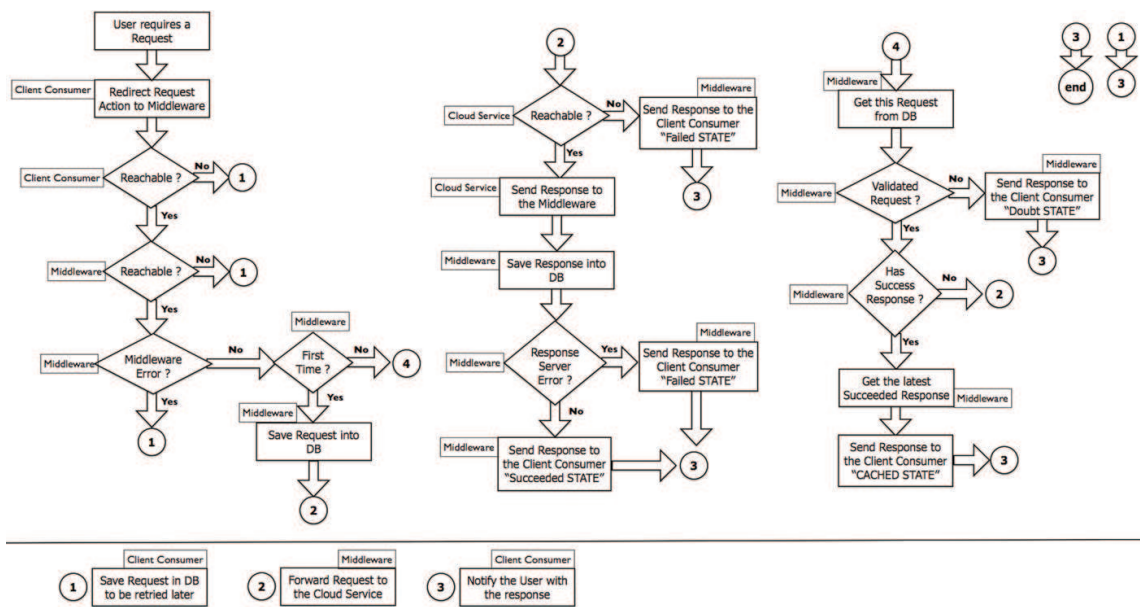 User requires a
Request
Client Consumer
Redirect Request
Action to Middleware
Client Consumer
Reachable ?
No
1
Yes
Middleware
Reachable ?
No
1
Yes
Middleware
Middleware
Error ?
No
Yes
1
Middleware
First
Time ?
No
4
Yes
Middleware
Save Request into
DB
2
2
Cloud Service
Reachable ?
No
Middleware
Send Response to the
Client Consumer
“Failed STATE”
3
Yes
Cloud Service
Send Response to
the Middleware
Middleware
Save Response into
DB
Middleware
Response
Server
Error ?
Yes
Middleware
Send Response to the
Client Consumer
“Failed STATE”
No
Middleware
Send Response to
the Client Consumer
“Succeeded STATE”
3
4
Middleware
Get this Request
from DB
Middleware
Validated
Request ?
No
Middleware
Send Response to
the Client Consumer
“Doubt STATE”
3
Yes
Middleware
Has
Success
Response ?
No
2
Yes
Get the latest
Succeeded Response
Middleware
Send Response to
the Client Consumer
“CACHED STATE”
3
3
end
1
3
1
Client Consumer
Save Request in DB
to be retried later
2
Middleware
Forward Request to
the Cloud Service
3
Client Consumer
Notify the User with
the response